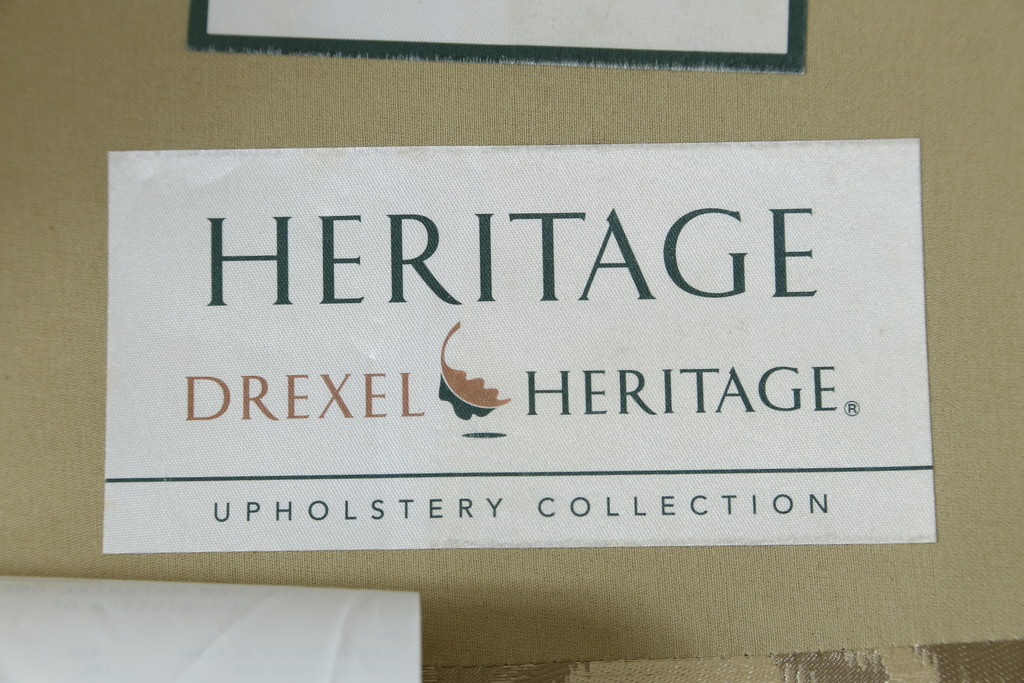 HERITAGE
DREXEL HERITAGE®
UPHOLSTERY COLLECTION